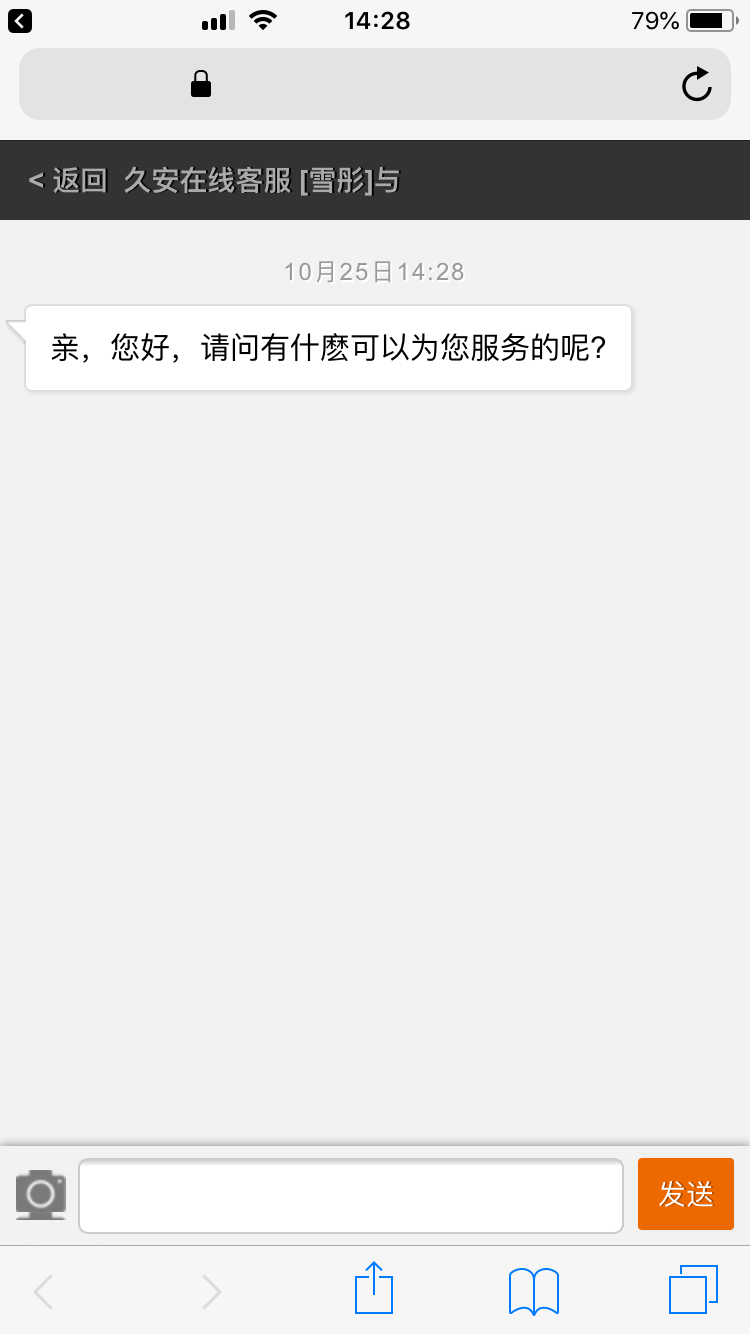 14:28
79%
< 返回 久安在线客服 [雪彤]与
10月25日14:28
亲，您好，请问有什麽可以为您服务的呢?
发送